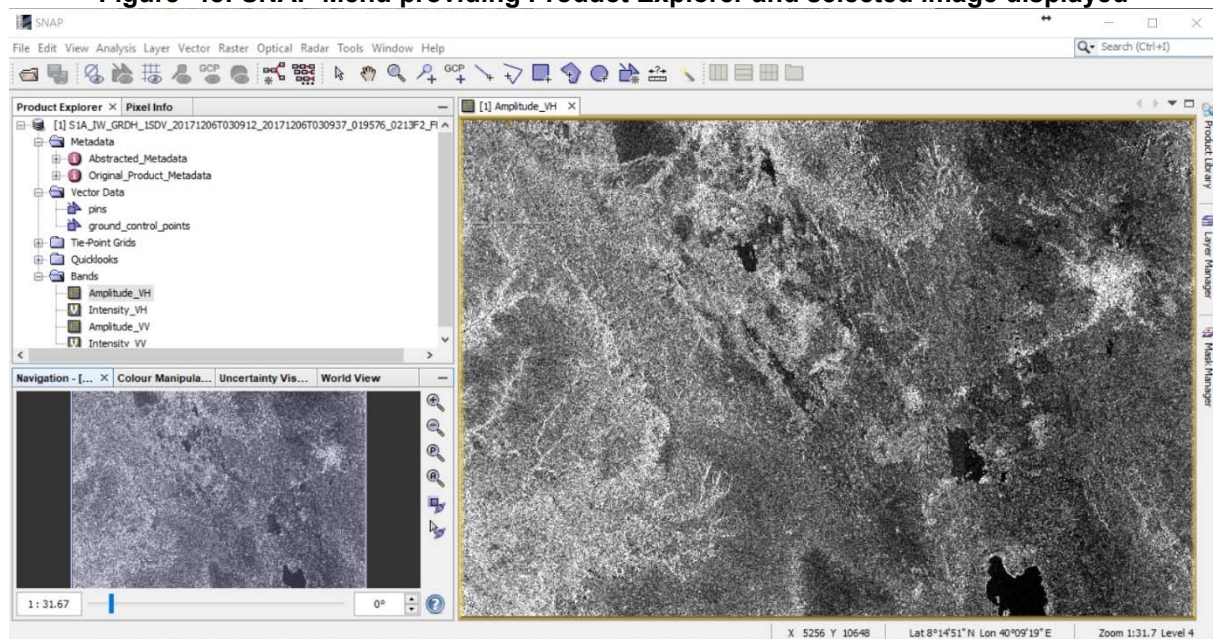 Figure 43: SNAP Menu providing Product Explorer and selected image displayed
SNAP
File Edit View Analysis Layer Vector Raster Optical Radar Tools Window Help
Search (Ctrl+I)
GCP
GCP
Product Explorer × Pixel Info
[1] Amplitude_VH ×
[1] S1A_IW_GRDH_1SDV_20171206T030912_20171206T030937_019576_0213F2_
Metadata
Abstracted_Metadata
Original_Product_Metadata
Vector Data
pins
ground_control_points
Tie-Point Grids
Quicklooks
Bands
Amplitude_VH
Intensity_VH
Amplitude_VV
Intensity_VV
Product Library
Layer Manager
Mask Manager
Navigation - [... × Colour Manipula... Uncertainty Vis... World View
1 : 31.67
0°
X 5256 Y 10648 Lat 8°14'51" N Lon 40°09'19" E Zoom 1:31.7 Level 4